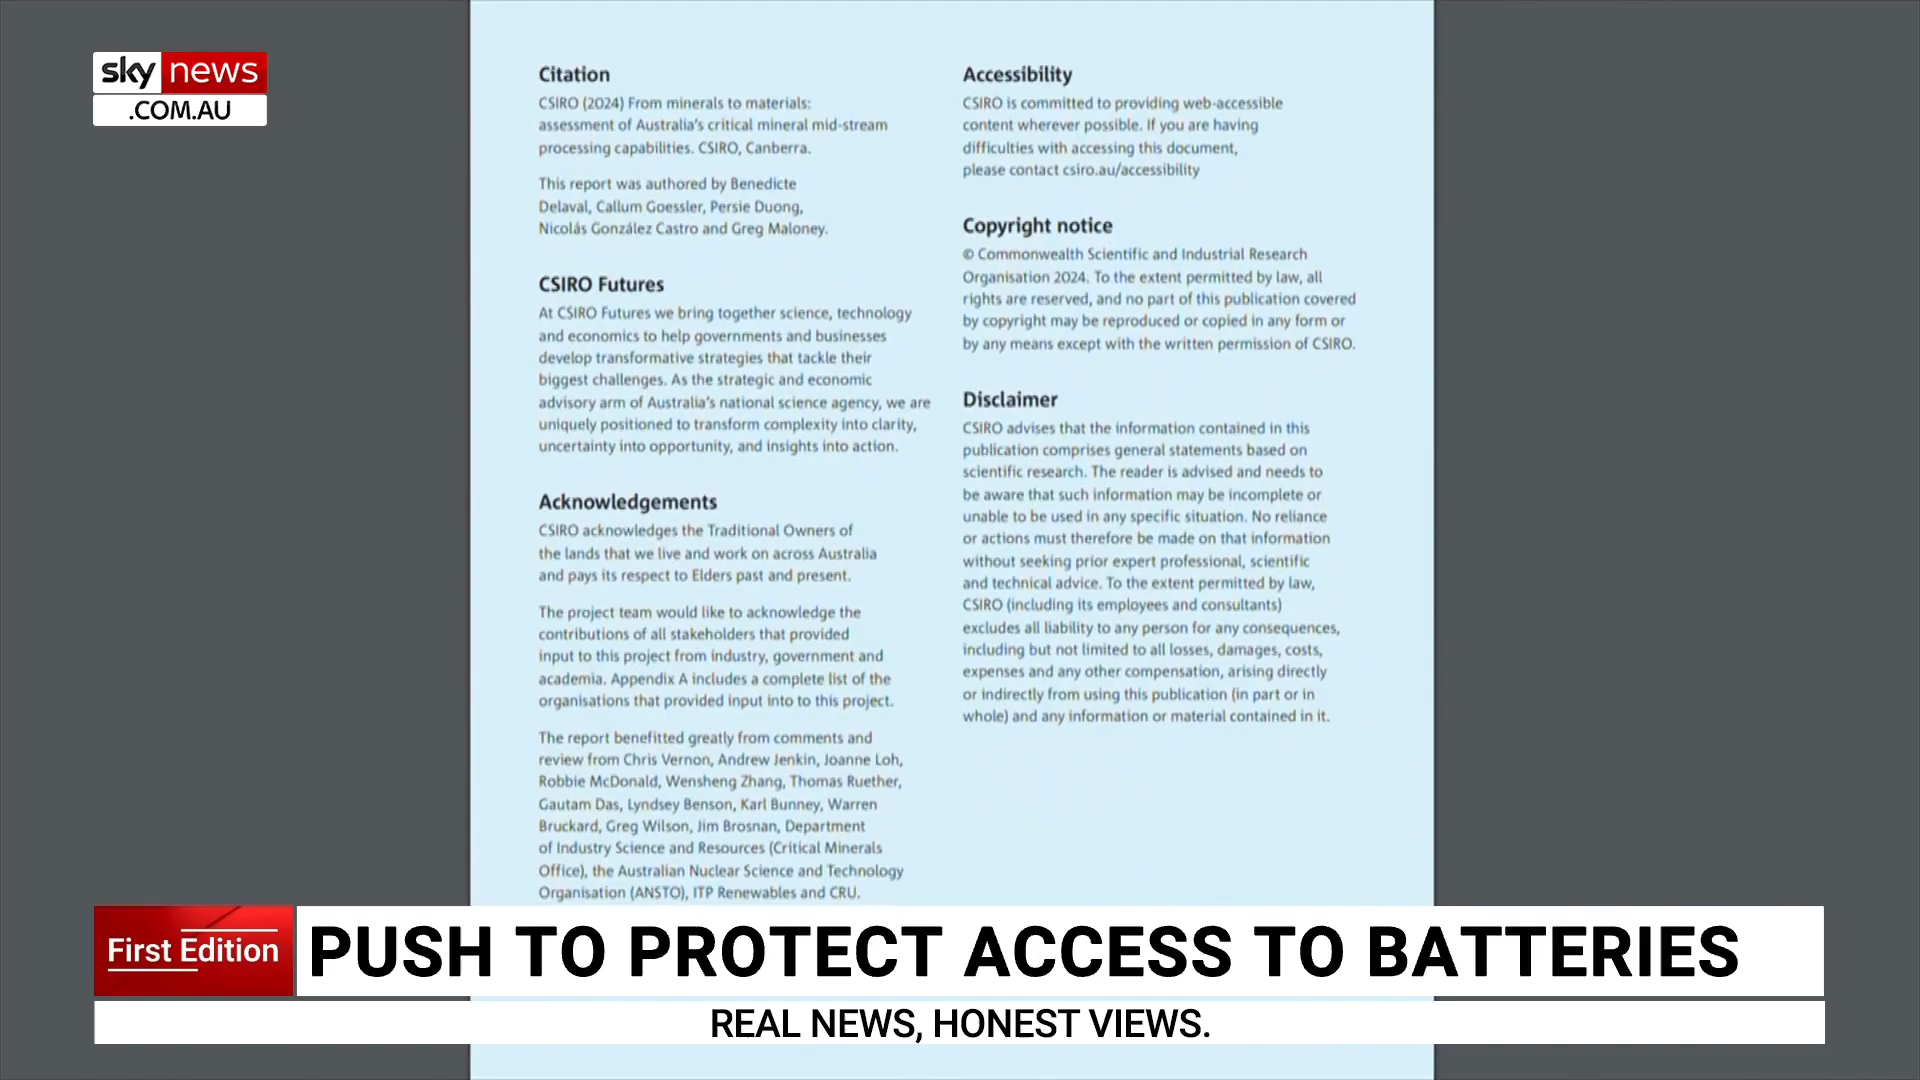 sky news
.COM.AU
Citation
CSIRO (2024) From minerals to materials:
assessment of Australia's critical mineral mid-stream
processing capabilities. CSIRO, Canberra.
This report was authored by Benedicte
Delaval, Callum Goessler, Persie Duong,
Nicolás González Castro and Greg Maloney.
CSIRO Futures
At CSIRO Futures we bring together science, technology
and economics to help governments and businesses
develop transformative strategies that tackle their
biggest challenges. As the strategic and economic
advisory arm of Australia's national science agency, we are
uniquely positioned to transform complexity into clarity,
uncertainty into opportunity, and insights into action.
Acknowledgements
CSIRO acknowledges the Traditional Owners of
the lands that we live and work on across Australia
and pays its respect to Elders past and present.
The project team would like to acknowledge the
contributions of all stakeholders that provided
input to this project from industry, government and
academia. Appendix A includes a complete list of the
organisations that provided input into to this project.
The report benefitted greatly from comments and
review from Chris Vernon, Andrew Jenkin, Joanne Loh,
Robbie McDonald, Wensheng Zhang, Thomas Ruether,
Gautam Das, Lyndsey Benson, Karl Bunney, Warren
Bruckard, Greg Wilson, Jim Brosnan, Department
of Industry Science and Resources (Critical Minerals
Office), the Australian Nuclear Science and Technology
Organisation (ANSTO), ITP Renewables and CRU.
Accessibility
CSIRO is committed to providing web-accessible
content wherever possible. If you are having
difficulties with accessing this document,
please contact csiro.au/accessibility
Copyright notice
© Commonwealth Scientific and Industrial Research
Organisation 2024. To the extent permitted by law, all
rights are reserved, and no part of this publication covered
by copyright may be reproduced or copied in any form or
by any means except with the written permission of CSIRO.
Disclaimer
CSIRO advises that the information contained in this
publication comprises general statements based on
scientific research. The reader is advised and needs to
be aware that such information may be incomplete or
unable to be used in any specific situation. No reliance
or actions must therefore be made on that information
without seeking prior expert professional, scientific
and technical advice. To the extent permitted by law,
CSIRO (including its employees and consultants)
excludes all liability to any person for any consequences,
including but not limited to all losses, damages, costs,
expenses and any other compensation, arising directly
or indirectly from using this publication (in part or in
whole) and any information or material contained in it.
First Edition
PUSH TO PROTECT ACCESS TO BATTERIES
REAL NEWS, HONEST VIEWS.